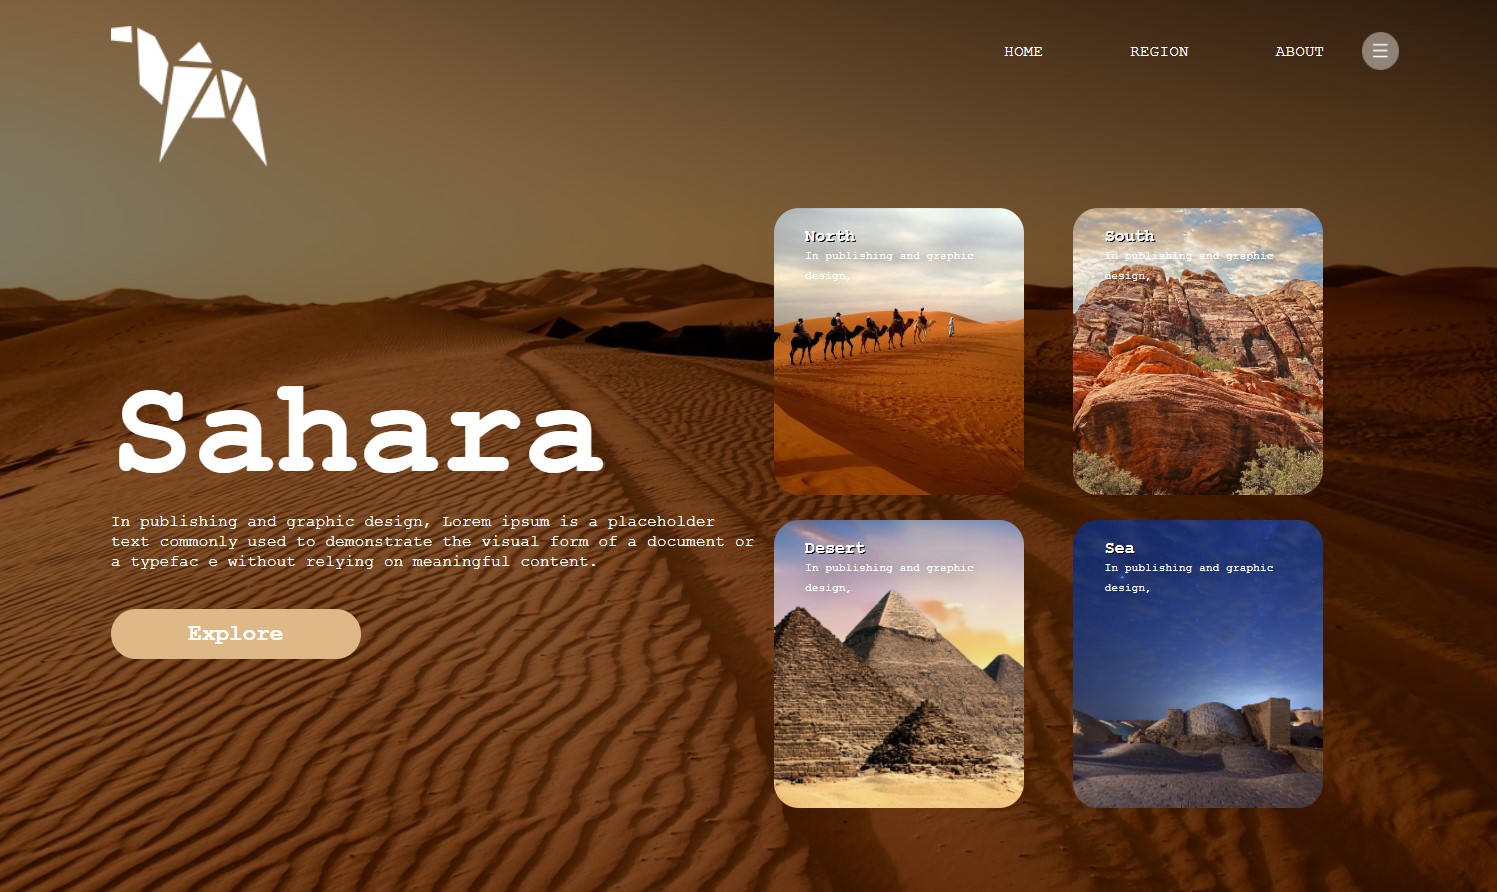 HOME REGION ABOUT
North
In publishing and graphic
design,
South
In publishing and graphic
design,
Sahara
In publishing and graphic design, Lorem ipsum is a placeholder
text commonly used to demonstrate the visual form of a document or
a typefac e without relying on meaningful content.
Explore
Desert
In publishing and graphic
design,
Sea
In publishing and graphic
design,